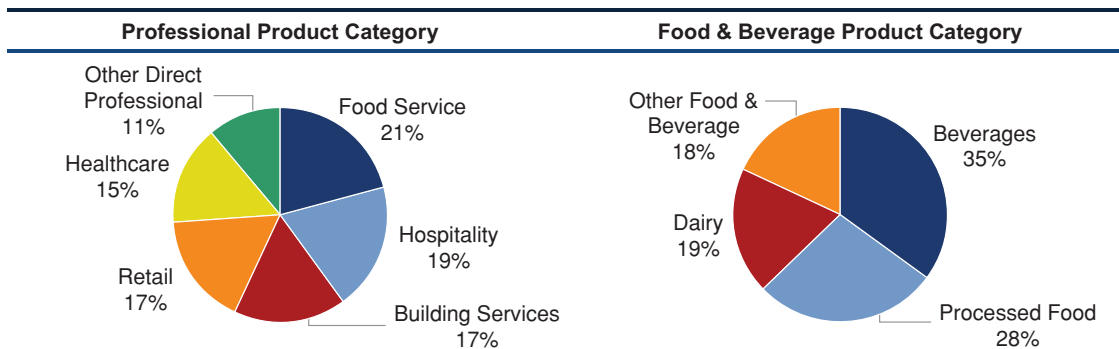 Professional Product Category
Other Direct
Professional
11%
Food Service
21%
Healthcare
15%
Hospitality
19%
Retail
17%
Building Services
17%
Food & Beverage Product Category
Other Food &
Beverage
18%
Beverages
35%
Dairy
19%
Processed Food
28%